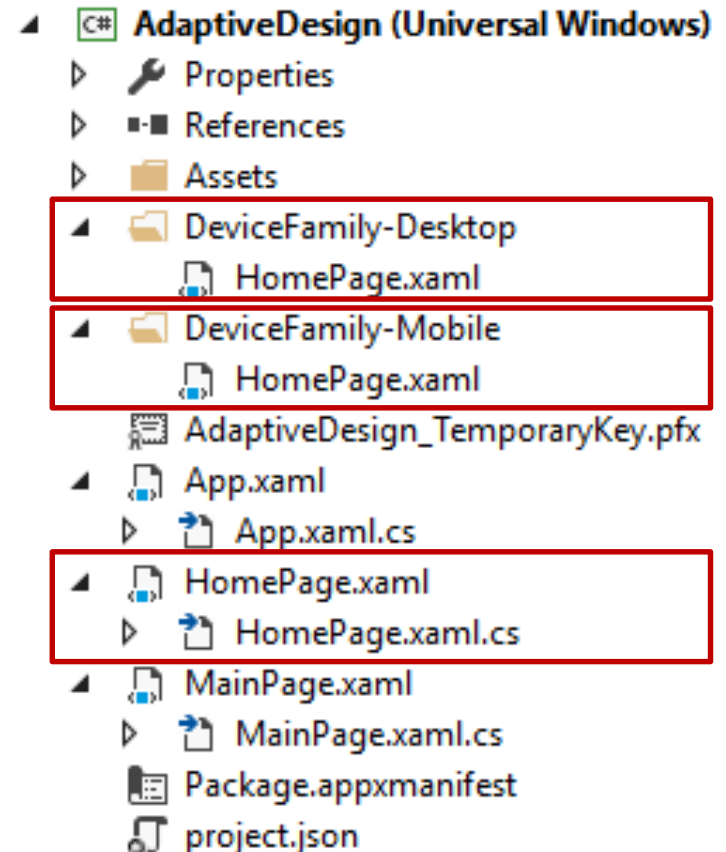 C# AdaptiveDesign (Universal Windows)
Properties
References
Assets
DeviceFamily-Desktop
HomePage.xaml
DeviceFamily-Mobile
HomePage.xaml
AdaptiveDesign_TemporaryKey.pfx
App.xaml
App.xaml.cs
HomePage.xaml
HomePage.xaml.cs
MainPage.xaml
MainPage.xaml.cs
Package.appxmanifest
project.json